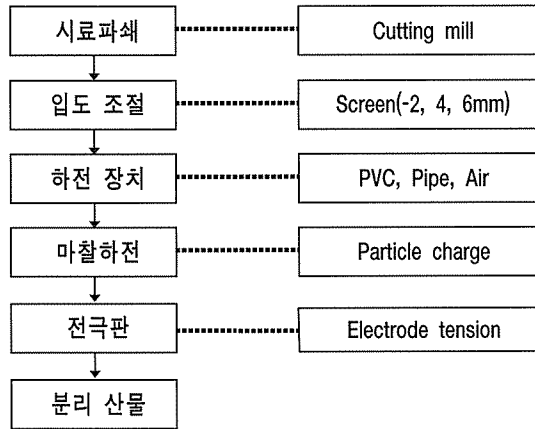 시료파쇄 Cutting mill
입도 조절 Screen(-2, 4, 6mm)
하전 장치 PVC, Pipe, Air
마찰하전 Particle charge
전극판 Electrode tension
분리 산물